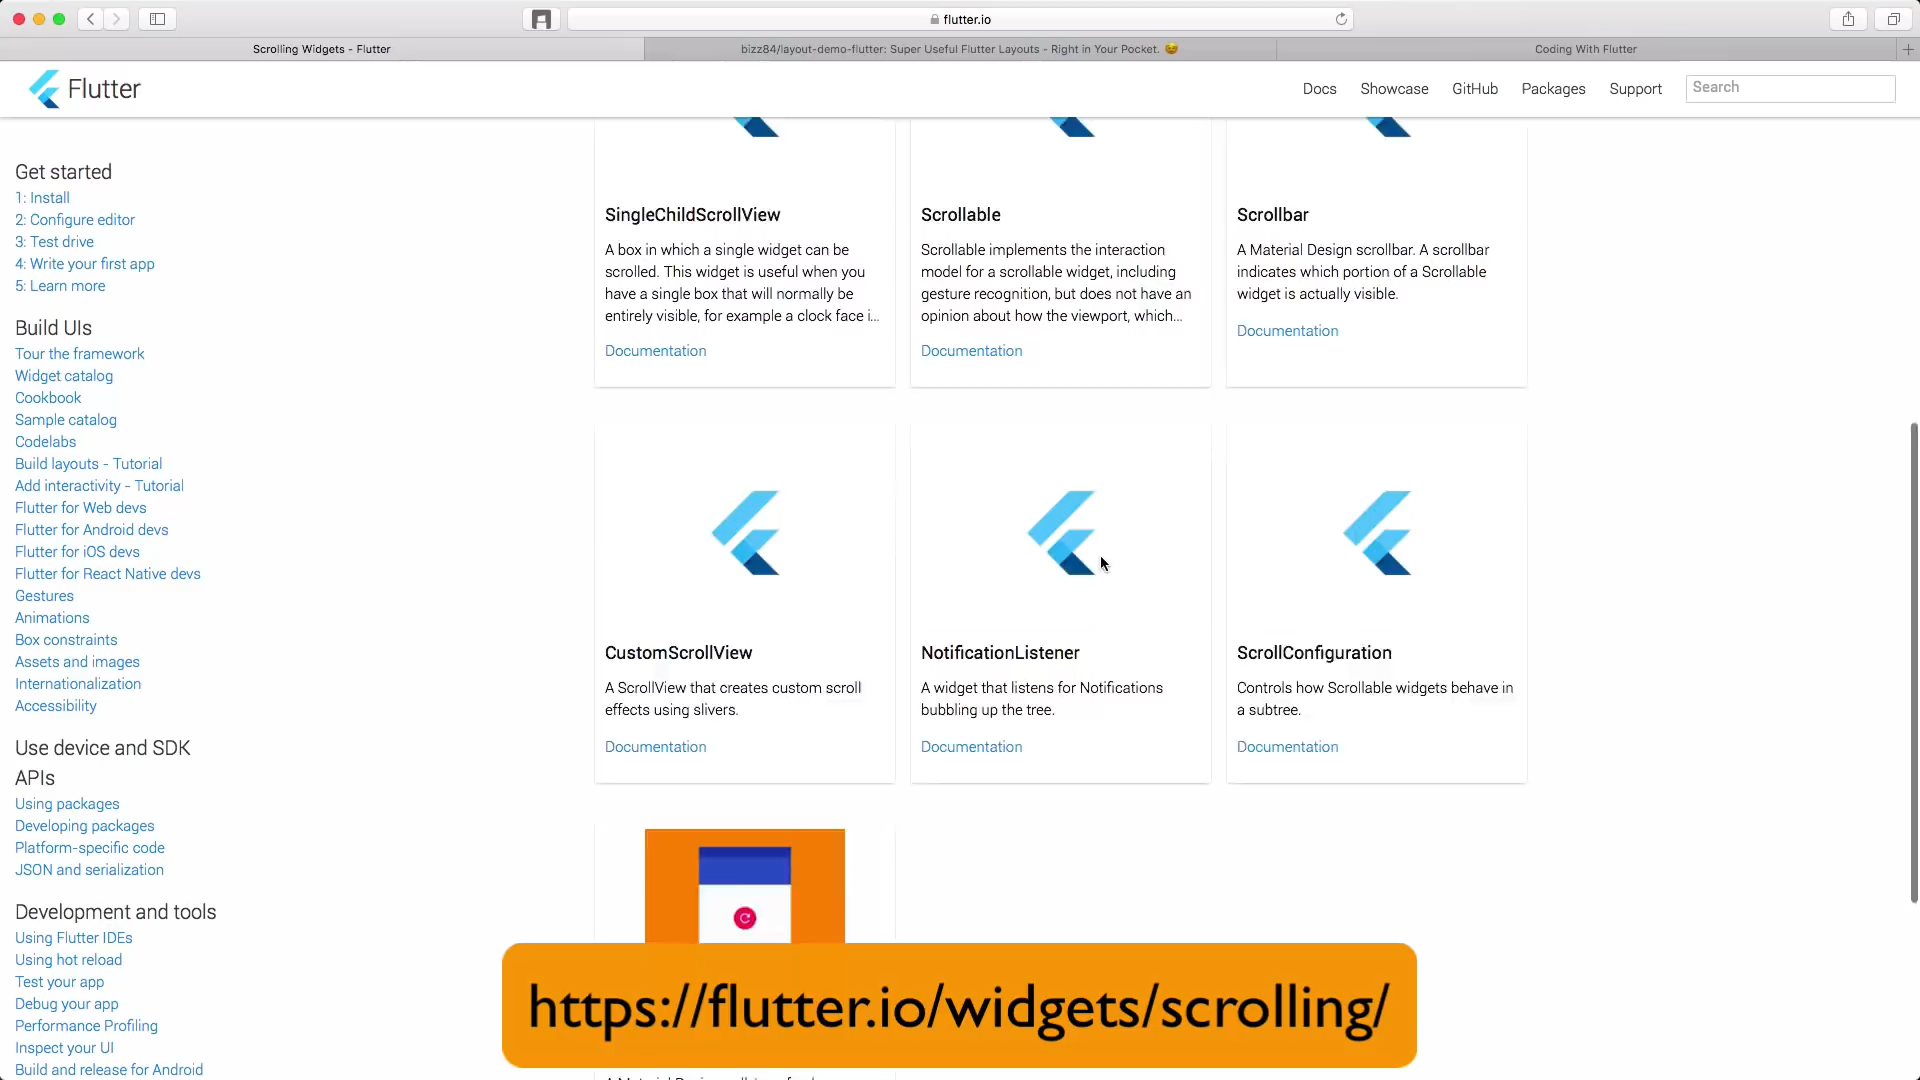 flutter.io
Scrolling Widgets - Flutter
bizz84/layout-demo-flutter: Super Useful Flutter Layouts - Right in Your Pocket. 😉
Coding With Flutter
Flutter
Docs
Showcase
GitHub
Packages
Support
Search
Get started
1: Install
2: Configure editor
3: Test drive
4: Write your first app
5: Learn more
Build UIs
Tour the framework
Widget catalog
Cookbook
Sample catalog
Codelabs
Build layouts - Tutorial
Add interactivity - Tutorial
Flutter for Web devs
Flutter for Android devs
Flutter for iOS devs
Flutter for React Native devs
Gestures
Animations
Box constraints
Assets and images
Internationalization
Accessibility
Use device and SDK
APIs
Using packages
Developing packages
Platform-specific code
JSON and serialization
Development and tools
Using Flutter IDEs
Using hot reload
Test your app
Debug your app
Performance Profiling
Inspect your UI
Build and release for Android
SingleChildScrollView
A box in which a single widget can be
scrolled. This widget is useful when you
have a single box that will normally be
entirely visible, for example a clock face i...
Documentation
Scrollable
Scrollable implements the interaction
model for a scrollable widget, including
gesture recognition, but does not have an
opinion about how the viewport, which...
Documentation
Scrollbar
A Material Design scrollbar. A scrollbar
indicates which portion of a Scrollable
widget is actually visible.
Documentation
CustomScrollView
A ScrollView that creates custom scroll
effects using slivers.
Documentation
NotificationListener
A widget that listens for Notifications
bubbling up the tree.
Documentation
ScrollConfiguration
Controls how Scrollable widgets behave in
a subtree.
Documentation
https://flutter.io/widgets/scrolling/